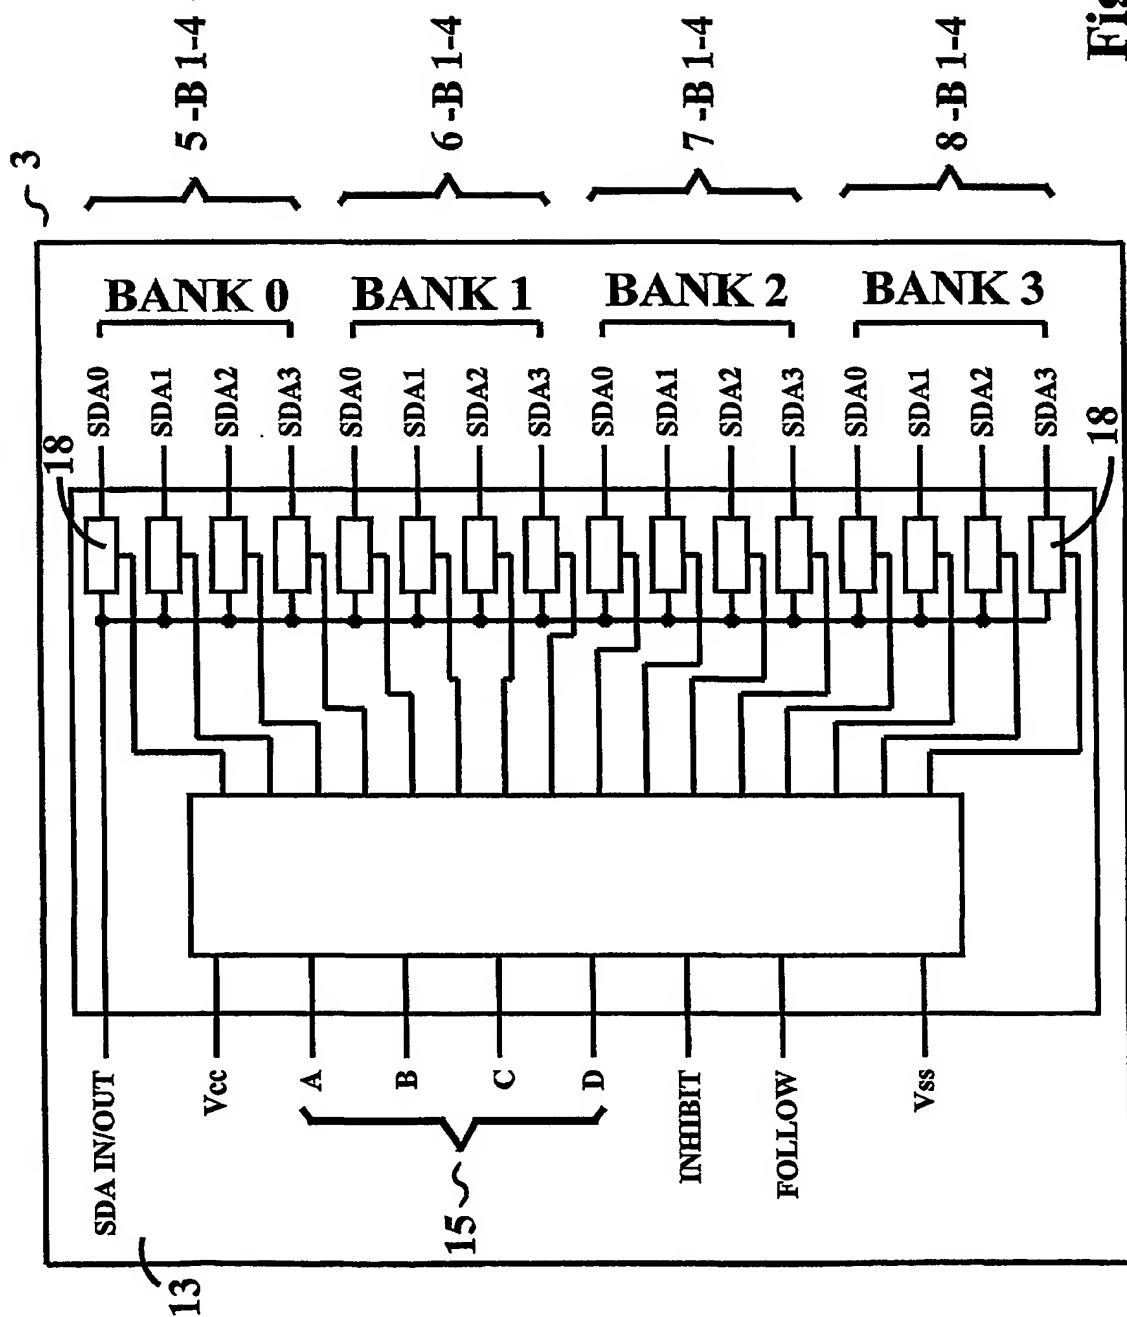 3
5 -B 1-4
6 -B 1-4
7 -B 1-4
8 -B 1-4
BANK 0
BANK 1
BANK 2
BANK 3
SDA0
SDA1
SDA2
SDA3
SDA0
SDA1
SDA2
SDA3
SDA0
SDA1
SDA2
SDA3
SDA0
SDA1
SDA2
SDA3
18
18
SDA IN/OUT
Vcc
A
B
C
D
INHIBIT
FOLLOW
Vss
15
13